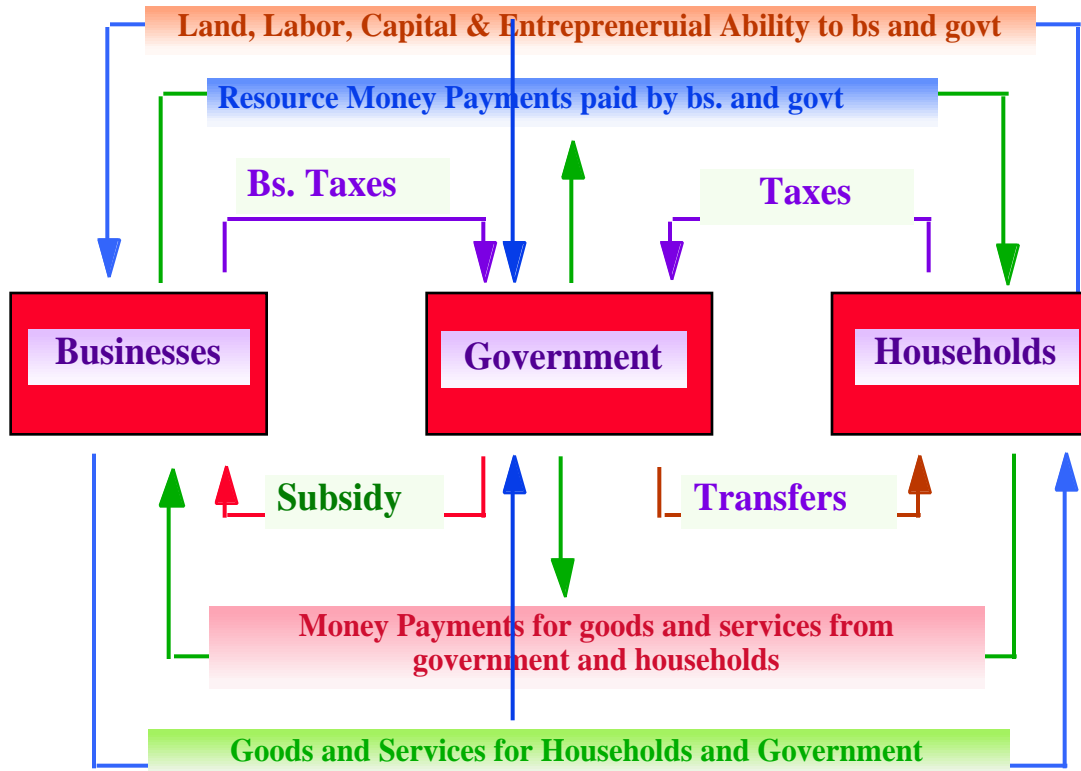 Land, Labor, Capital & Entrepreneruial Ability to bs and govt
Resource Money Payments paid by bs. and govt
Bs. Taxes
Taxes
Businesses
Government
Households
Subsidy
Transfers
Money Payments for goods and services from
government and households
Goods and Services for Households and Government